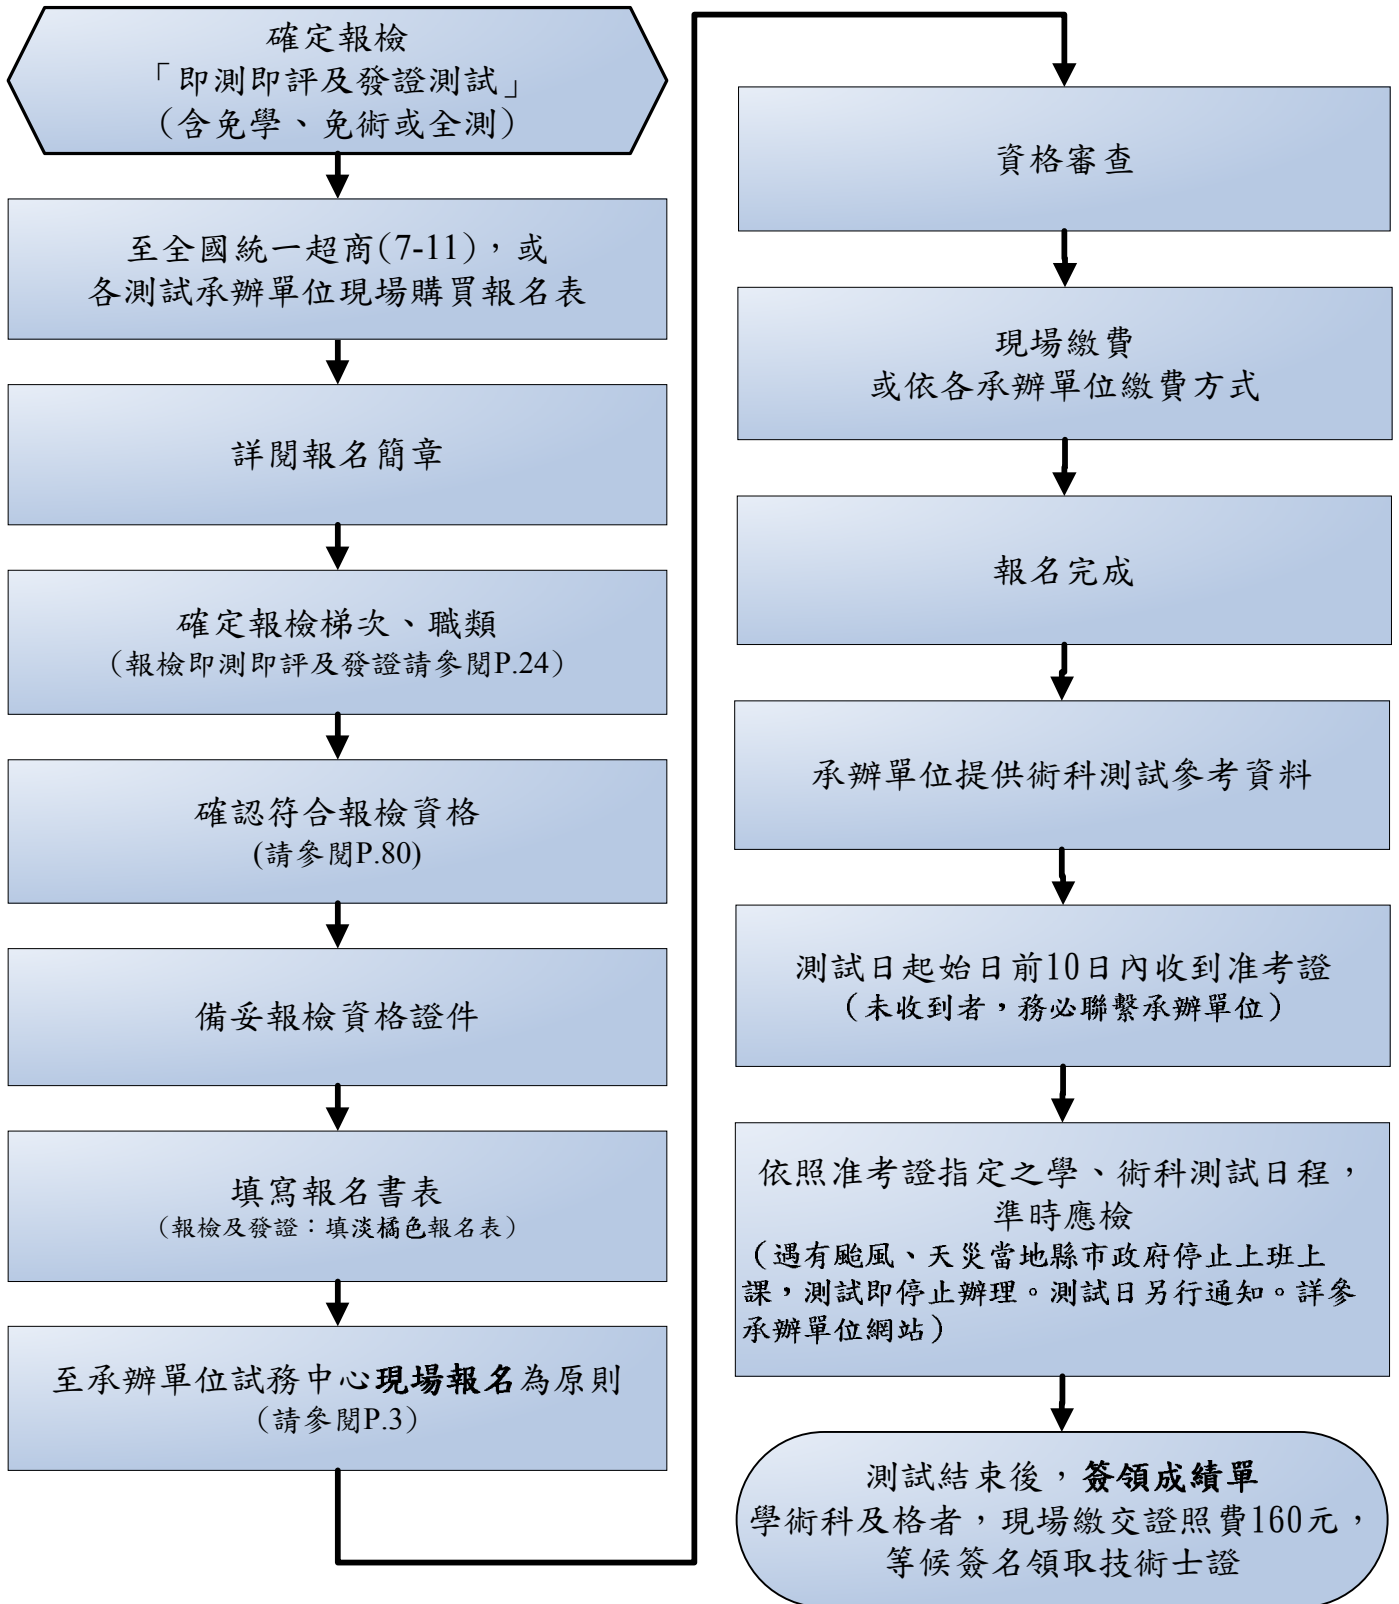 確定報檢
「即測即評及發證測試」
（含免學、免術或全測）
至全國統一超商(7-11)，或
各測試承辦單位現場購買報名表
詳閱報名簡章
確定報檢梯次、職類
（報檢即測即評及發證請參閱P.24）
確認符合報檢資格
(請參閱P.80)
備妥報檢資格證件
填寫報名書表
（報檢及發證：填淡橘色報名表）
至承辦單位試務中心現場報名為原則
（請參閱P.3）
資格審查
現場繳費
或依各承辦單位繳費方式
報名完成
承辦單位提供術科測試參考資料
測試日起始日前10日內收到准考證
（未收到者，務必聯繫承辦單位）
依照准考證指定之學、術科測試日程，
準時應檢
（遇有颱風、天災當地縣市政府停止上班上
課，測試即停止辦理。測試日另行通知。詳參
承辦單位網站）
測試結束後，簽領成績單
學術科及格者，現場繳交證照費160元，
等候簽名領取技術士證